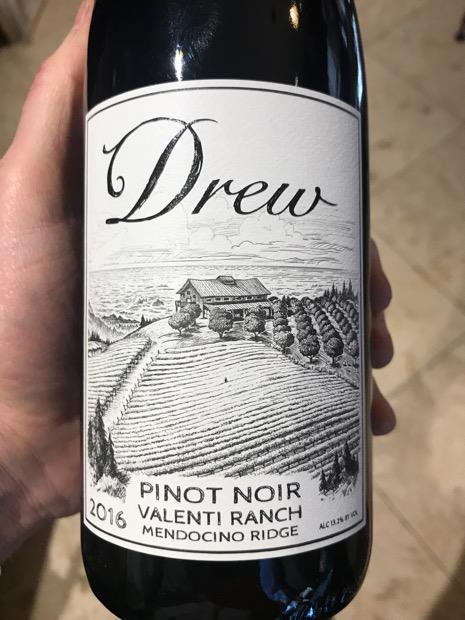 Drew
PINOT NOIR
2016 VALENTI RANCH
MENDOCINO RIDGE
ALC 13.2% BY VOL